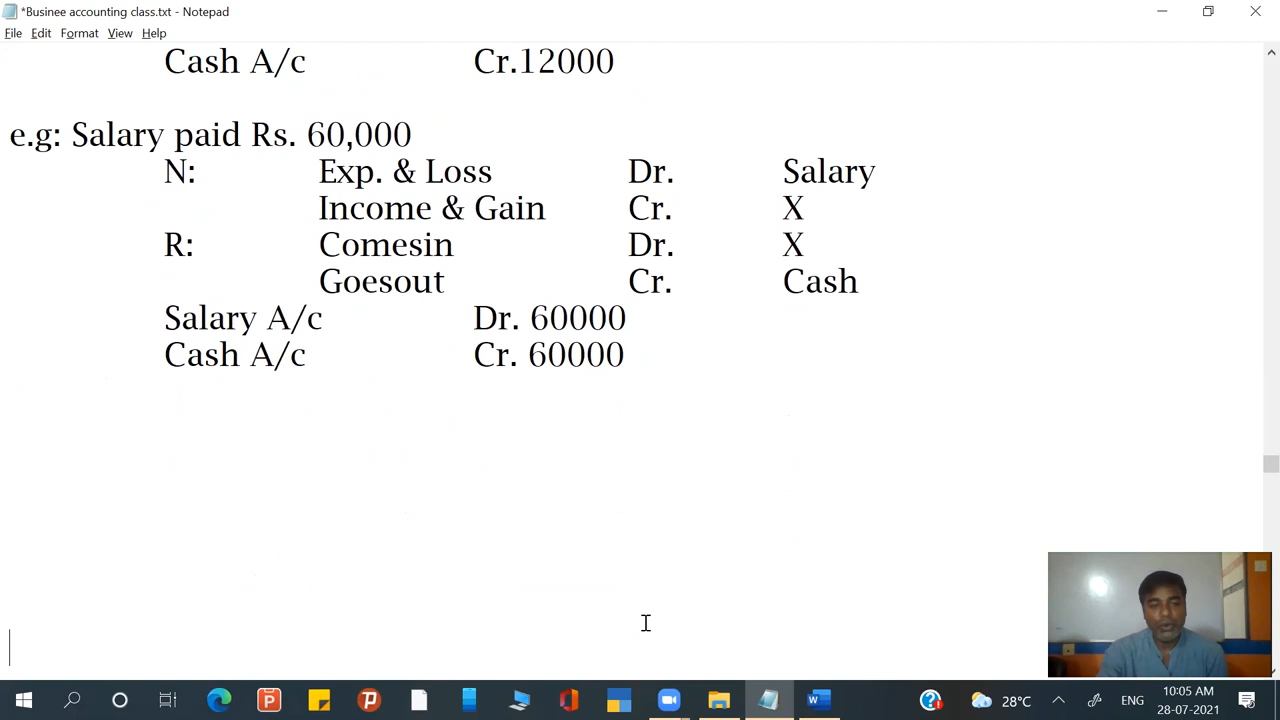 *Businee accounting class.txt - Notepad
File Edit Format View Help
Cash A/c Cr.12000
e.g: Salary paid Rs. 60,000
N: Exp. & Loss Dr. Salary
Income & Gain Cr. X
R: Comesin Dr. X
Goesout Cr. Cash
Salary A/c Dr. 60000
Cash A/c Cr. 60000
28°C ENG 10:05 AM
28-07-2021